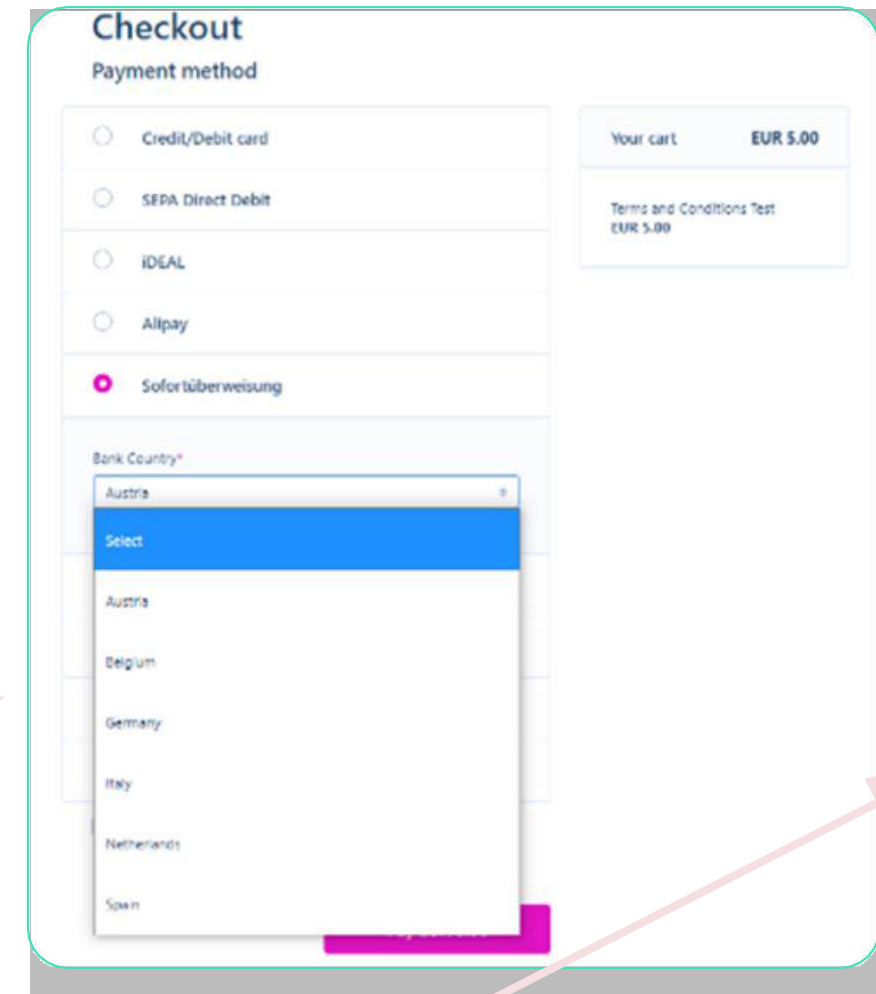 Checkout
Payment method
Credit/Debit card
SEPA Direct Debit
iDEAL
Alipay
Sofortüberweisung
Your cart EUR 5.00
Terms and Conditions Test
EUR 5.00
Bank Country*
Austria
Select
Austria
Belgium
Germany
Italy
Netherlands
Spain